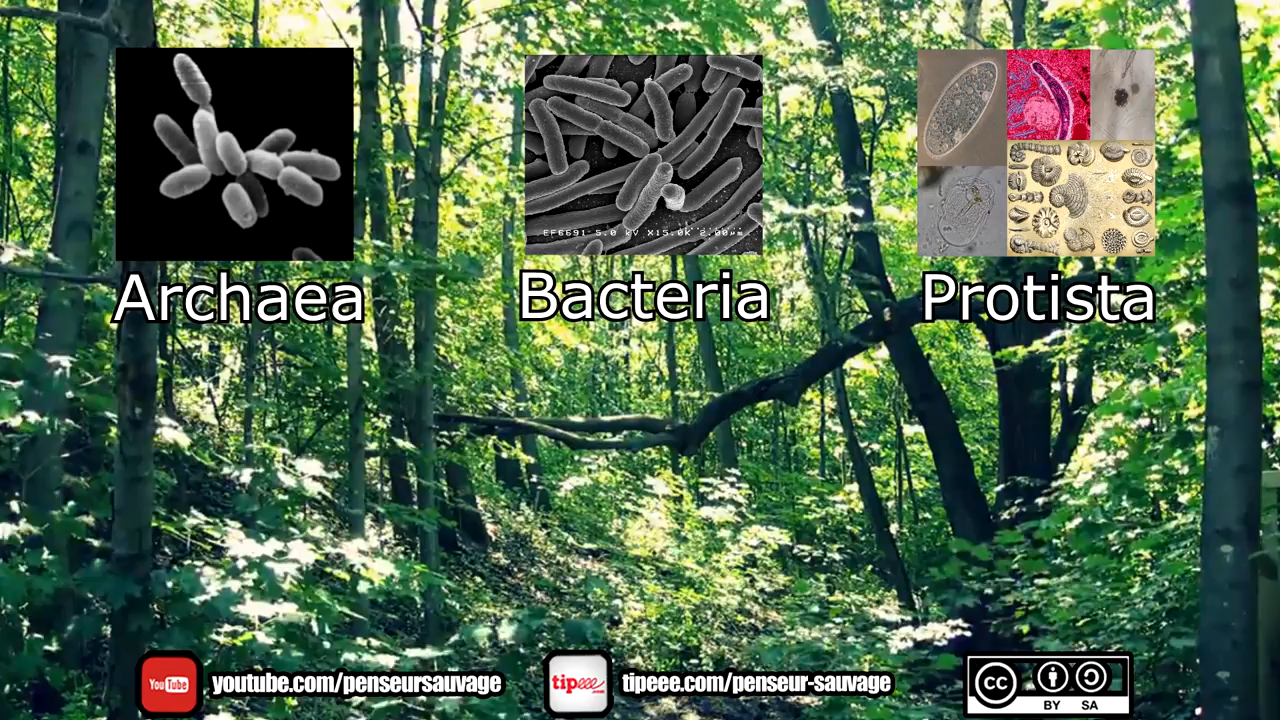 EF6691 5.0 kV X15.0K 2.00µm
Archaea
Bacteria
Protista
YouTube
youtube.com/penseursauvage
tipeee.com
tipeee.com/penseur-sauvage
cc
BY SA